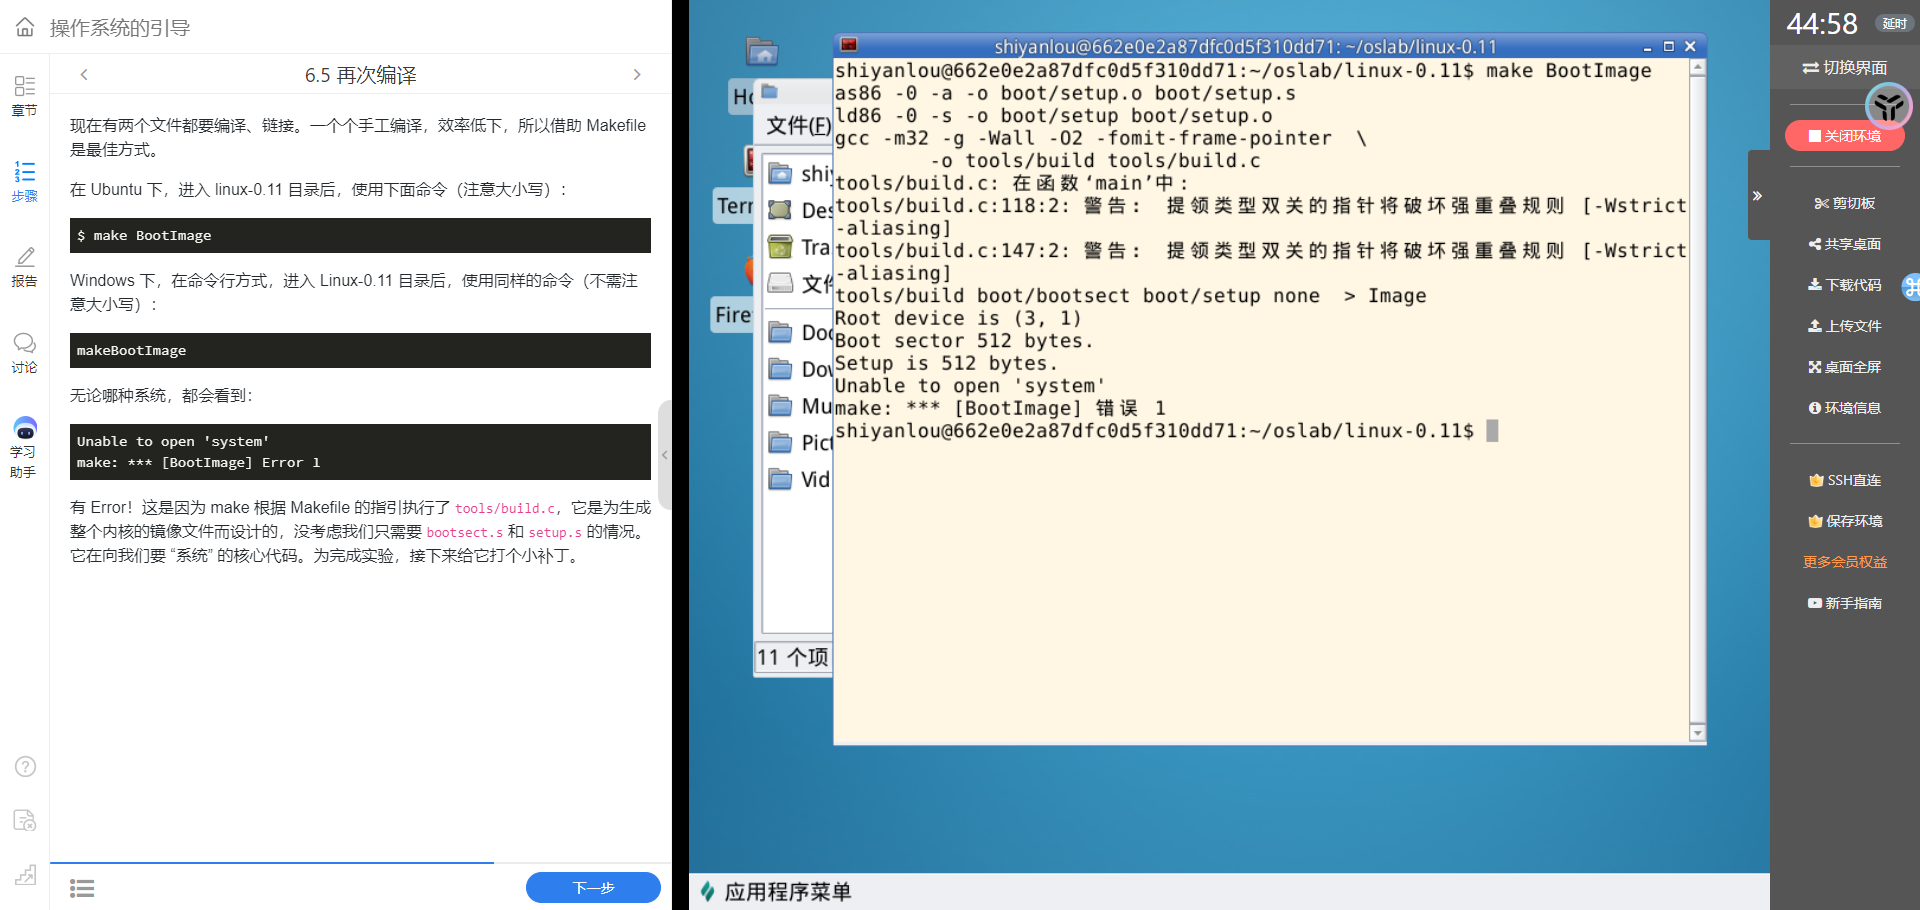 操作系统的引导
章节
步骤
报告
讨论
学习
助手
6.5 再次编译
现在有两个文件都要编译、链接。一个个手工编译，效率低下，所以借助 Makefile
是最佳方式。
在 Ubuntu 下，进入 linux-0.11 目录后，使用下面命令（注意大小写）：
$ make BootImage
Windows 下，在命令行方式，进入 Linux-0.11 目录后，使用同样的命令（不需注
意大小写）：
makeBootImage
无论哪种系统，都会看到：
Unable to open 'system'
make: *** [BootImage] Error 1
有 Error！这是因为 make 根据 Makefile 的指引执行了 tools/build.c，它是为生成
整个内核的镜像文件而设计的，没考虑我们只需要 bootsect.s 和 setup.s 的情况。
它在向我们要 “系统” 的核心代码。为完成实验，接下来给它打个小补丁。
下一步
Ho
Term
Firef
文件(F)
shiy
Des
Tra
文件
Doc
Dow
Mu
Pict
Vid
11 个项
shiyanlou@662e0e2a87dfc0d5f310dd71: ~/oslab/linux-0.11
shiyanlou@662e0e2a87dfc0d5f310dd71:~/oslab/linux-0.11$ make BootImage
as86 -0 -a -o boot/setup.o boot/setup.s
ld86 -0 -s -o boot/setup boot/setup.o
gcc -m32 -g -Wall -O2 -fomit-frame-pointer  \
        -o tools/build tools/build.c
tools/build.c: 在函数‘main’中:
tools/build.c:118:2: 警告： 提领类型双关的指针将破坏强重叠规则 [-Wstrict
-aliasing]
tools/build.c:147:2: 警告： 提领类型双关的指针将破坏强重叠规则 [-Wstrict
-aliasing]
tools/build boot/bootsect boot/setup none  > Image
Root device is (3, 1)
Boot sector 512 bytes.
Setup is 512 bytes.
Unable to open 'system'
make: *** [BootImage] 错误 1
shiyanlou@662e0e2a87dfc0d5f310dd71:~/oslab/linux-0.11$
应用程序菜单
44:58 延时
切换界面
关闭环境
剪切板
共享桌面
下载代码
上传文件
桌面全屏
环境信息
SSH直连
保存环境
更多会员权益
新手指南